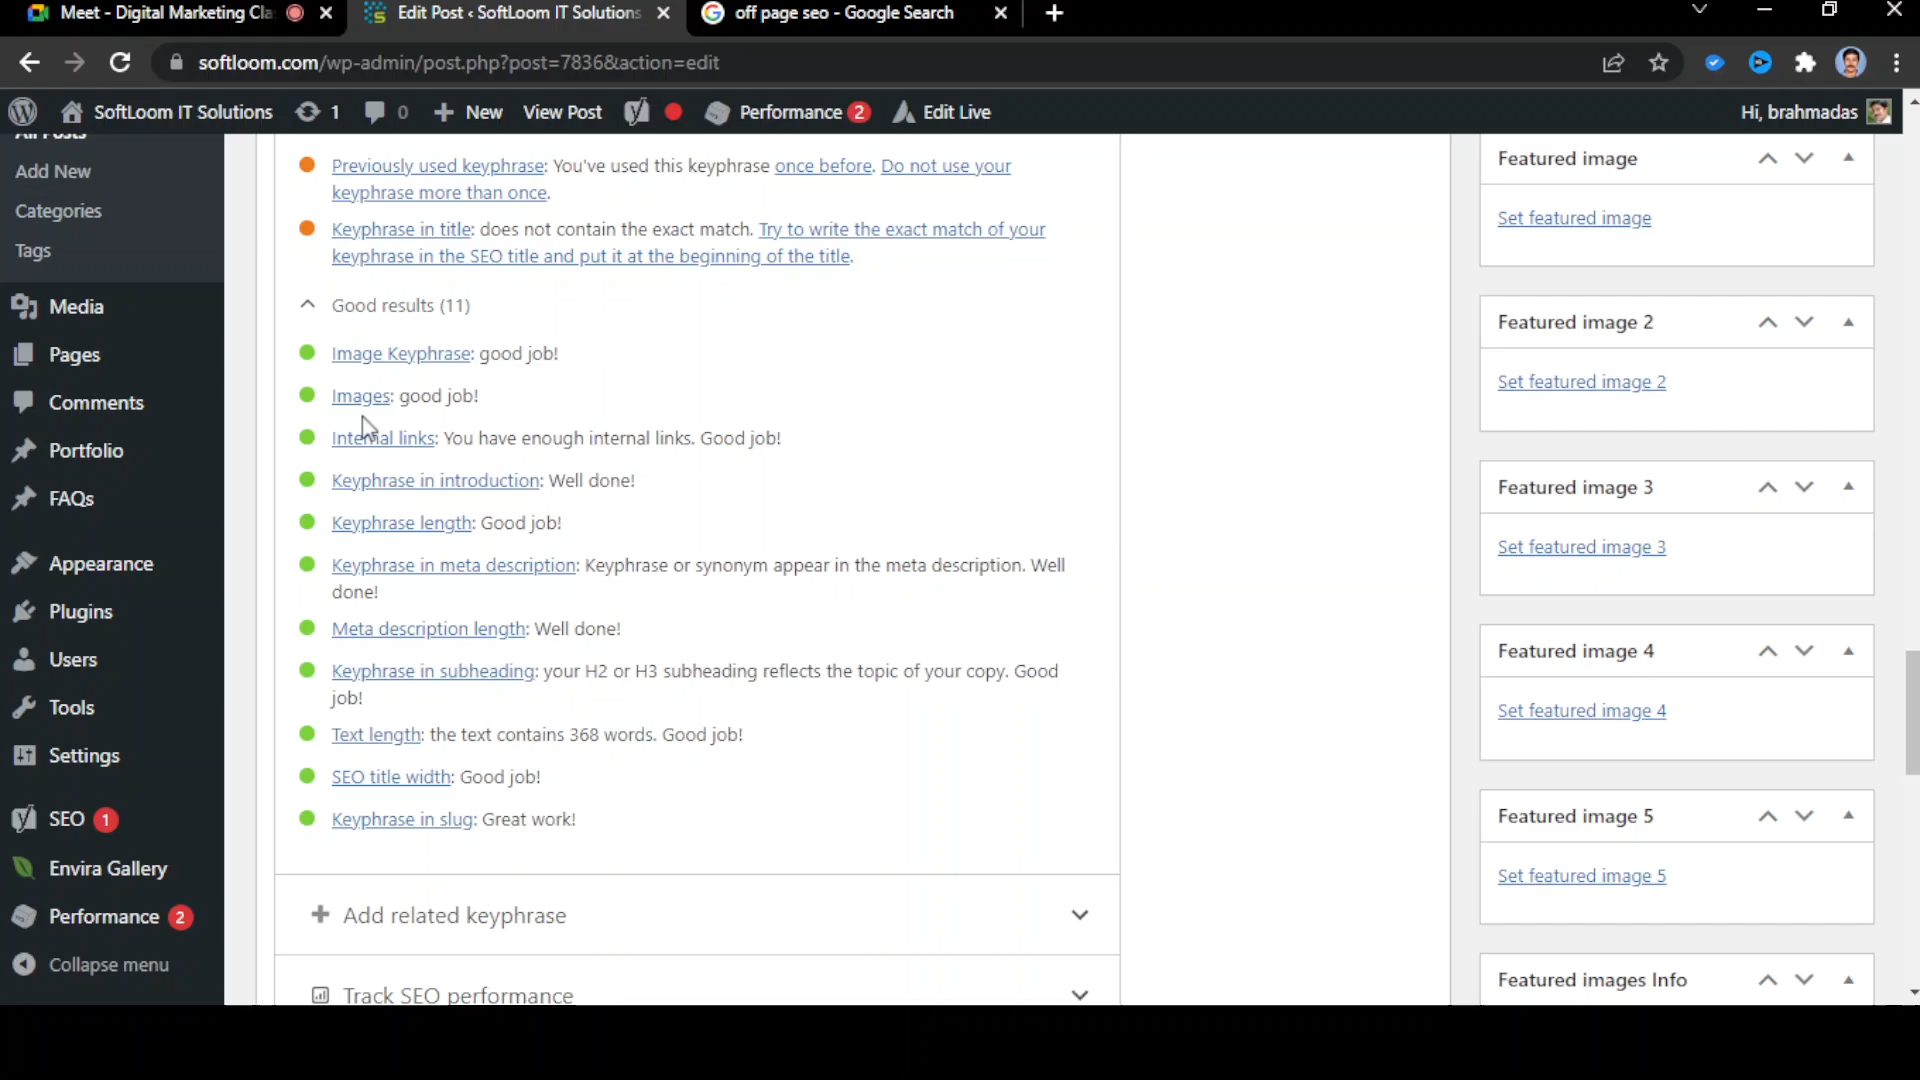 Meet - Digital Marketing Cla
Edit Post ‹ SoftLoom IT Solutions
off page seo - Google Search
softloom.com/wp-admin/post.php?post=7836&action=edit
SoftLoom IT Solutions
1
0
New
View Post
Performance 2
Edit Live
Hi, brahmadas
All Posts
Add New
Categories
Tags
Media
Pages
Comments
Portfolio
FAQs
Appearance
Plugins
Users
Tools
Settings
SEO 1
Envira Gallery
Performance 2
Collapse menu
Previously used keyphrase: You've used this keyphrase once before. Do not use your
keyphrase more than once.
Keyphrase in title: does not contain the exact match. Try to write the exact match of your
keyphrase in the SEO title and put it at the beginning of the title.
Good results (11)
Image Keyphrase: good job!
Images: good job!
Internal links: You have enough internal links. Good job!
Keyphrase in introduction: Well done!
Keyphrase length: Good job!
Keyphrase in meta description: Keyphrase or synonym appear in the meta description. Well
done!
Meta description length: Well done!
Keyphrase in subheading: your H2 or H3 subheading reflects the topic of your copy. Good
job!
Text length: the text contains 368 words. Good job!
SEO title width: Good job!
Keyphrase in slug: Great work!
Add related keyphrase
Track SEO performance
Featured image
Set featured image
Featured image 2
Set featured image 2
Featured image 3
Set featured image 3
Featured image 4
Set featured image 4
Featured image 5
Set featured image 5
Featured images Info